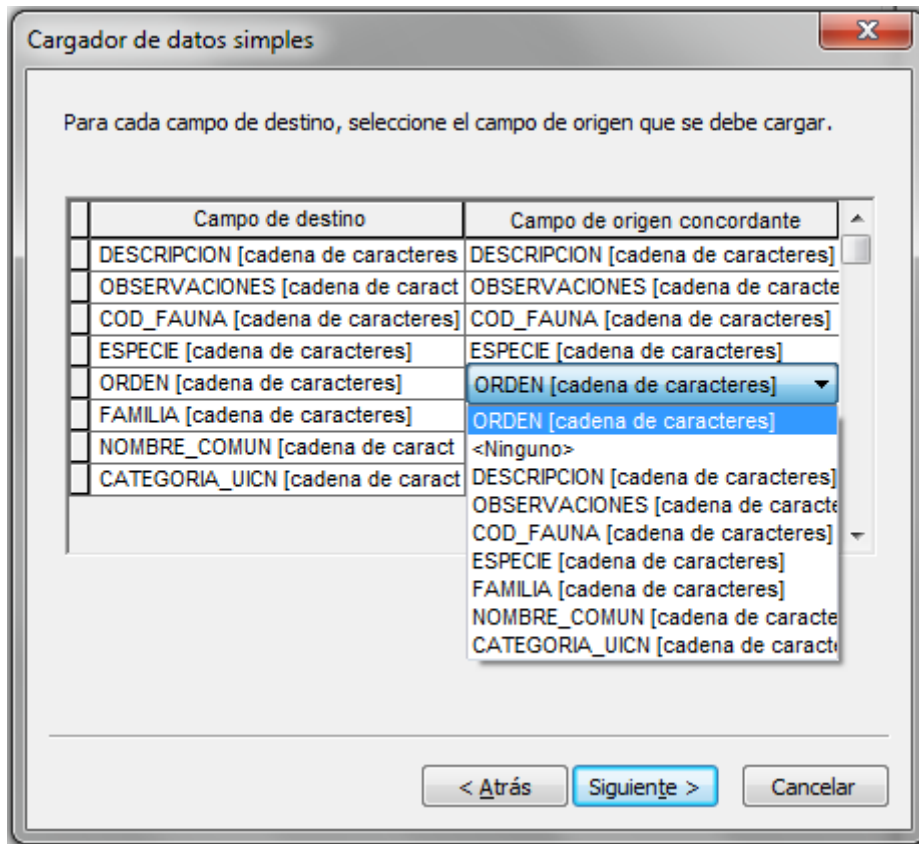 Cargador de datos simples
Para cada campo de destino, seleccione el campo de origen que se debe cargar.
Campo de destino Campo de origen concordante
DESCRIPCION [cadena de caracteres DESCRIPCION [cadena de caracteres]
OBSERVACIONES [cadena de caract OBSERVACIONES [cadena de caracte
COD_FAUNA [cadena de caracteres] COD_FAUNA [cadena de caracteres]
ESPECIE [cadena de caracteres] ESPECIE [cadena de caracteres]
ORDEN [cadena de caracteres] ORDEN [cadena de caracteres]
FAMILIA [cadena de caracteres]
NOMBRE_COMUN [cadena de caract
CATEGORIA_UICN [cadena de caract
ORDEN [cadena de caracteres]
<Ninguno>
DESCRIPCION [cadena de caracteres]
OBSERVACIONES [cadena de caracte
COD_FAUNA [cadena de caracteres]
ESPECIE [cadena de caracteres]
FAMILIA [cadena de caracteres]
NOMBRE_COMUN [cadena de caracte
CATEGORIA_UICN [cadena de caract
< Atrás Siguiente > Cancelar